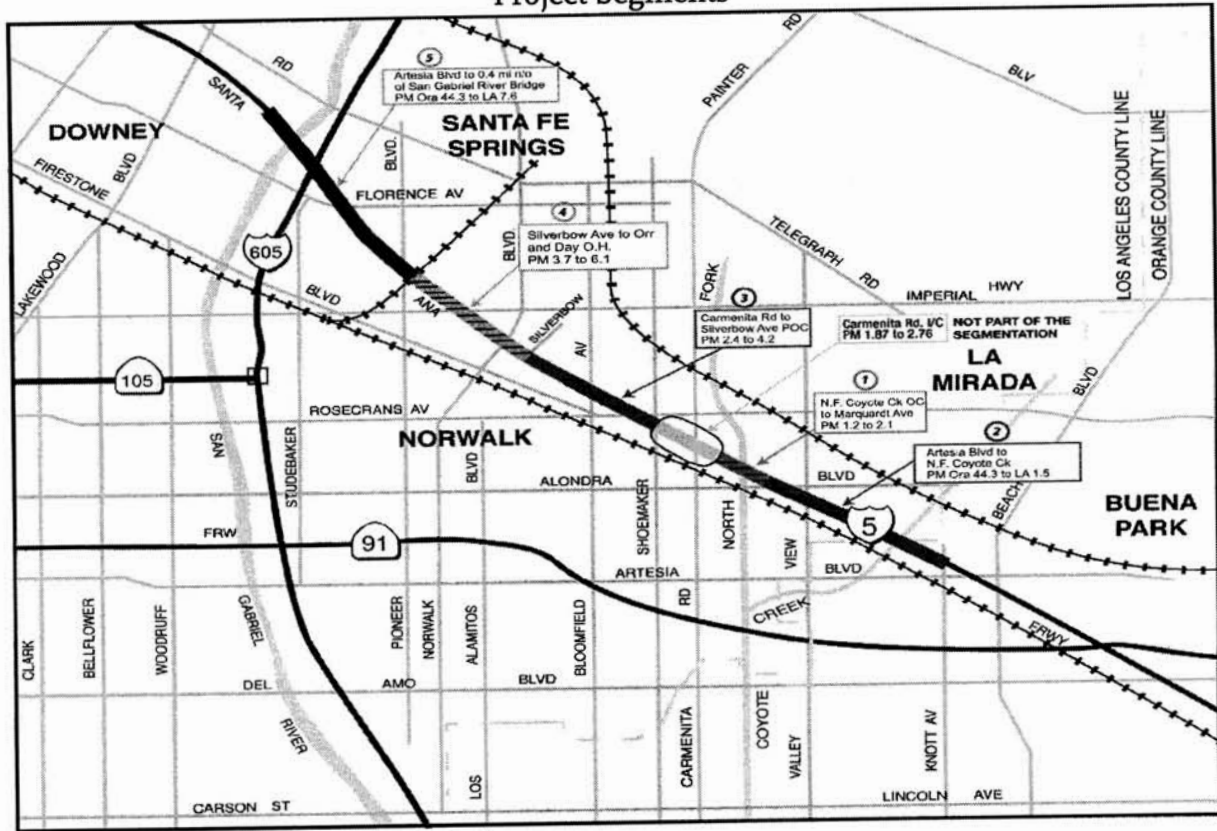 Project Segments
5
Artesia Blvd to 0.4 mi n/o
of San Gabriel River Bridge
PM Ora 44.3 to LA 7.6
RD
PAINTER
RD
BLV
LOS ANGELES COUNTY LINE
ORANGE COUNTY LINE
SANTA
DOWNEY
BLVD
BLVD.
SANTA FE
SPRINGS
FIRESTONE
FLORENCE AV
4
Silverbow Ave to Orr
and Day O.H.
PM 3.7 to 6.1
BLVD.
TELEGRAPH
RD
605
LAKEWOOD
BLVD
ANA
SILVERBOW
AV
FORK
IMPERIAL HWY
3
Carmenita Rd to
Silverbow Ave POC
PM 2.4 to 4.2
Carmenita Rd. I/C
PM 1.87 to 2.76
NOT PART OF THE
SEGMENTATION
LA
MIRADA
BLVD
105
1
N.F. Coyote Ck OC
to Marquardt Ave
PM 1.2 to 2.1
ROSECRANS AV
NORWALK
2
Artesia Blvd to
N.F. Coyote Ck
PM Ora 44.3 to LA 1.5
SAN
STUDEBAKER
BLVD
ALONDRA
BLVD
SHOEMAKER
NORTH
BEACH
BUENA
PARK
5
FRW
91
ARTESIA
VIEW
BLVD
CLARK
BELLFLOWER
WOODRUFF
GABRIEL
PIONEER
NORWALK
ALAMITOS
BLOOMFIELD
RD
CREEK
FRWY
DEL
AMO
BLVD
RIVER
LOS
CARMENITA
COYOTE
VALLEY
KNOTT AV
CARSON ST
LINCOLN AVE